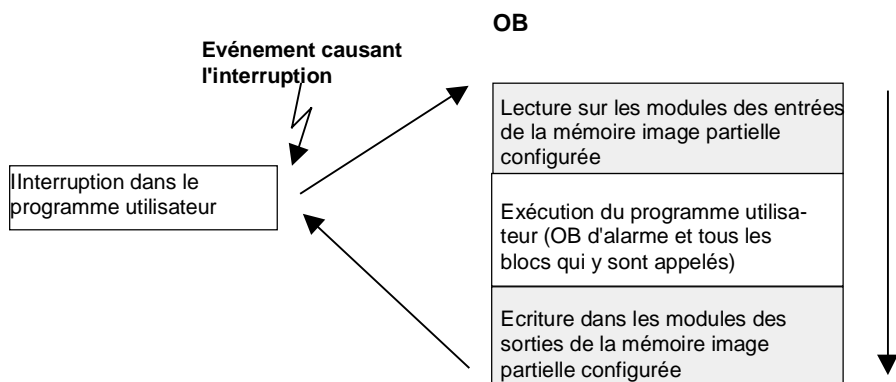 OB
Evénement causant
l'interruption
Lecture sur les modules des entrées
de la mémoire image partielle
configurée
IInterruption dans le
programme utilisateur
Exécution du programme utilisa-
teur (OB d'alarme et tous les
blocs qui y sont appelés)
Ecriture dans les modules des
sorties de la mémoire image
partielle configurée